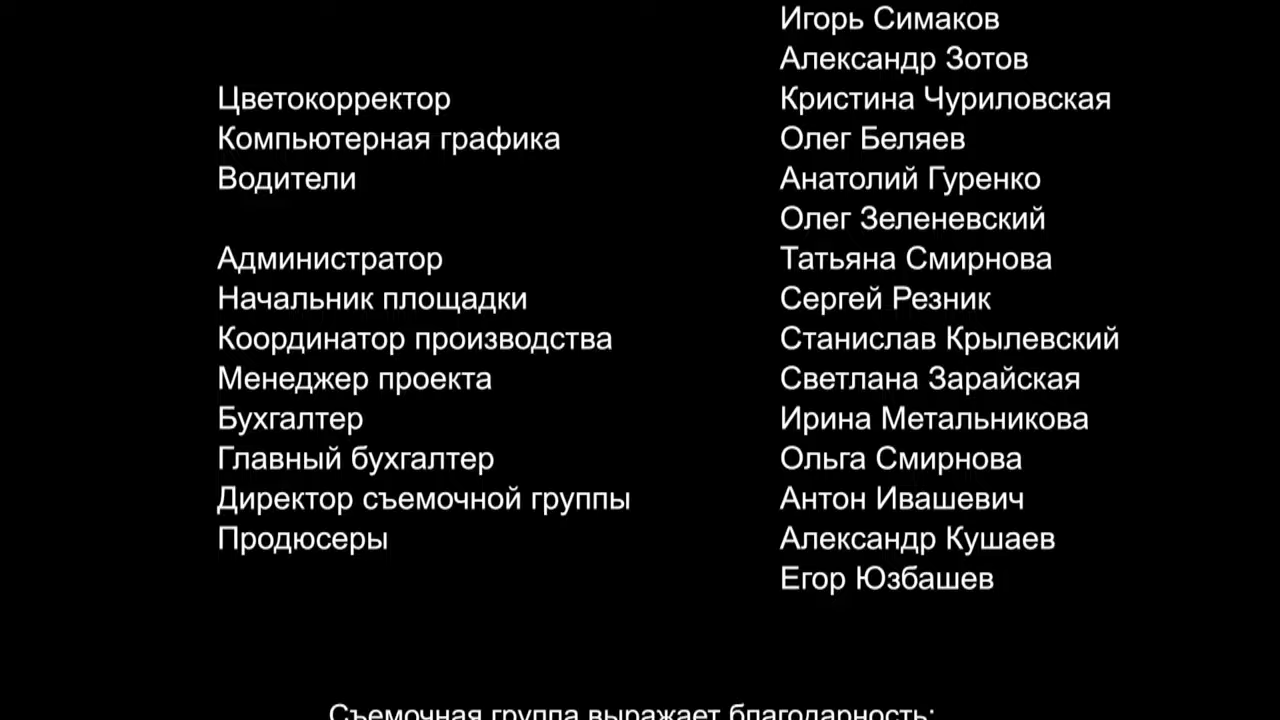 Игорь Симаков
Александр Зотов
Цветокорректор Кристина Чуриловская
Компьютерная графика Олег Беляев
Водители Анатолий Гуренко
Олег Зеленевский
Администратор Татьяна Смирнова
Начальник площадки Сергей Резник
Координатор производства Станислав Крылевский
Менеджер проекта Светлана Зарайская
Бухгалтер Ирина Метальникова
Главный бухгалтер Ольга Смирнова
Директор съемочной группы Антон Ивашевич
Продюсеры Александр Кушаев
Егор Юзбашев
Съемочная группа выражает благодарность: